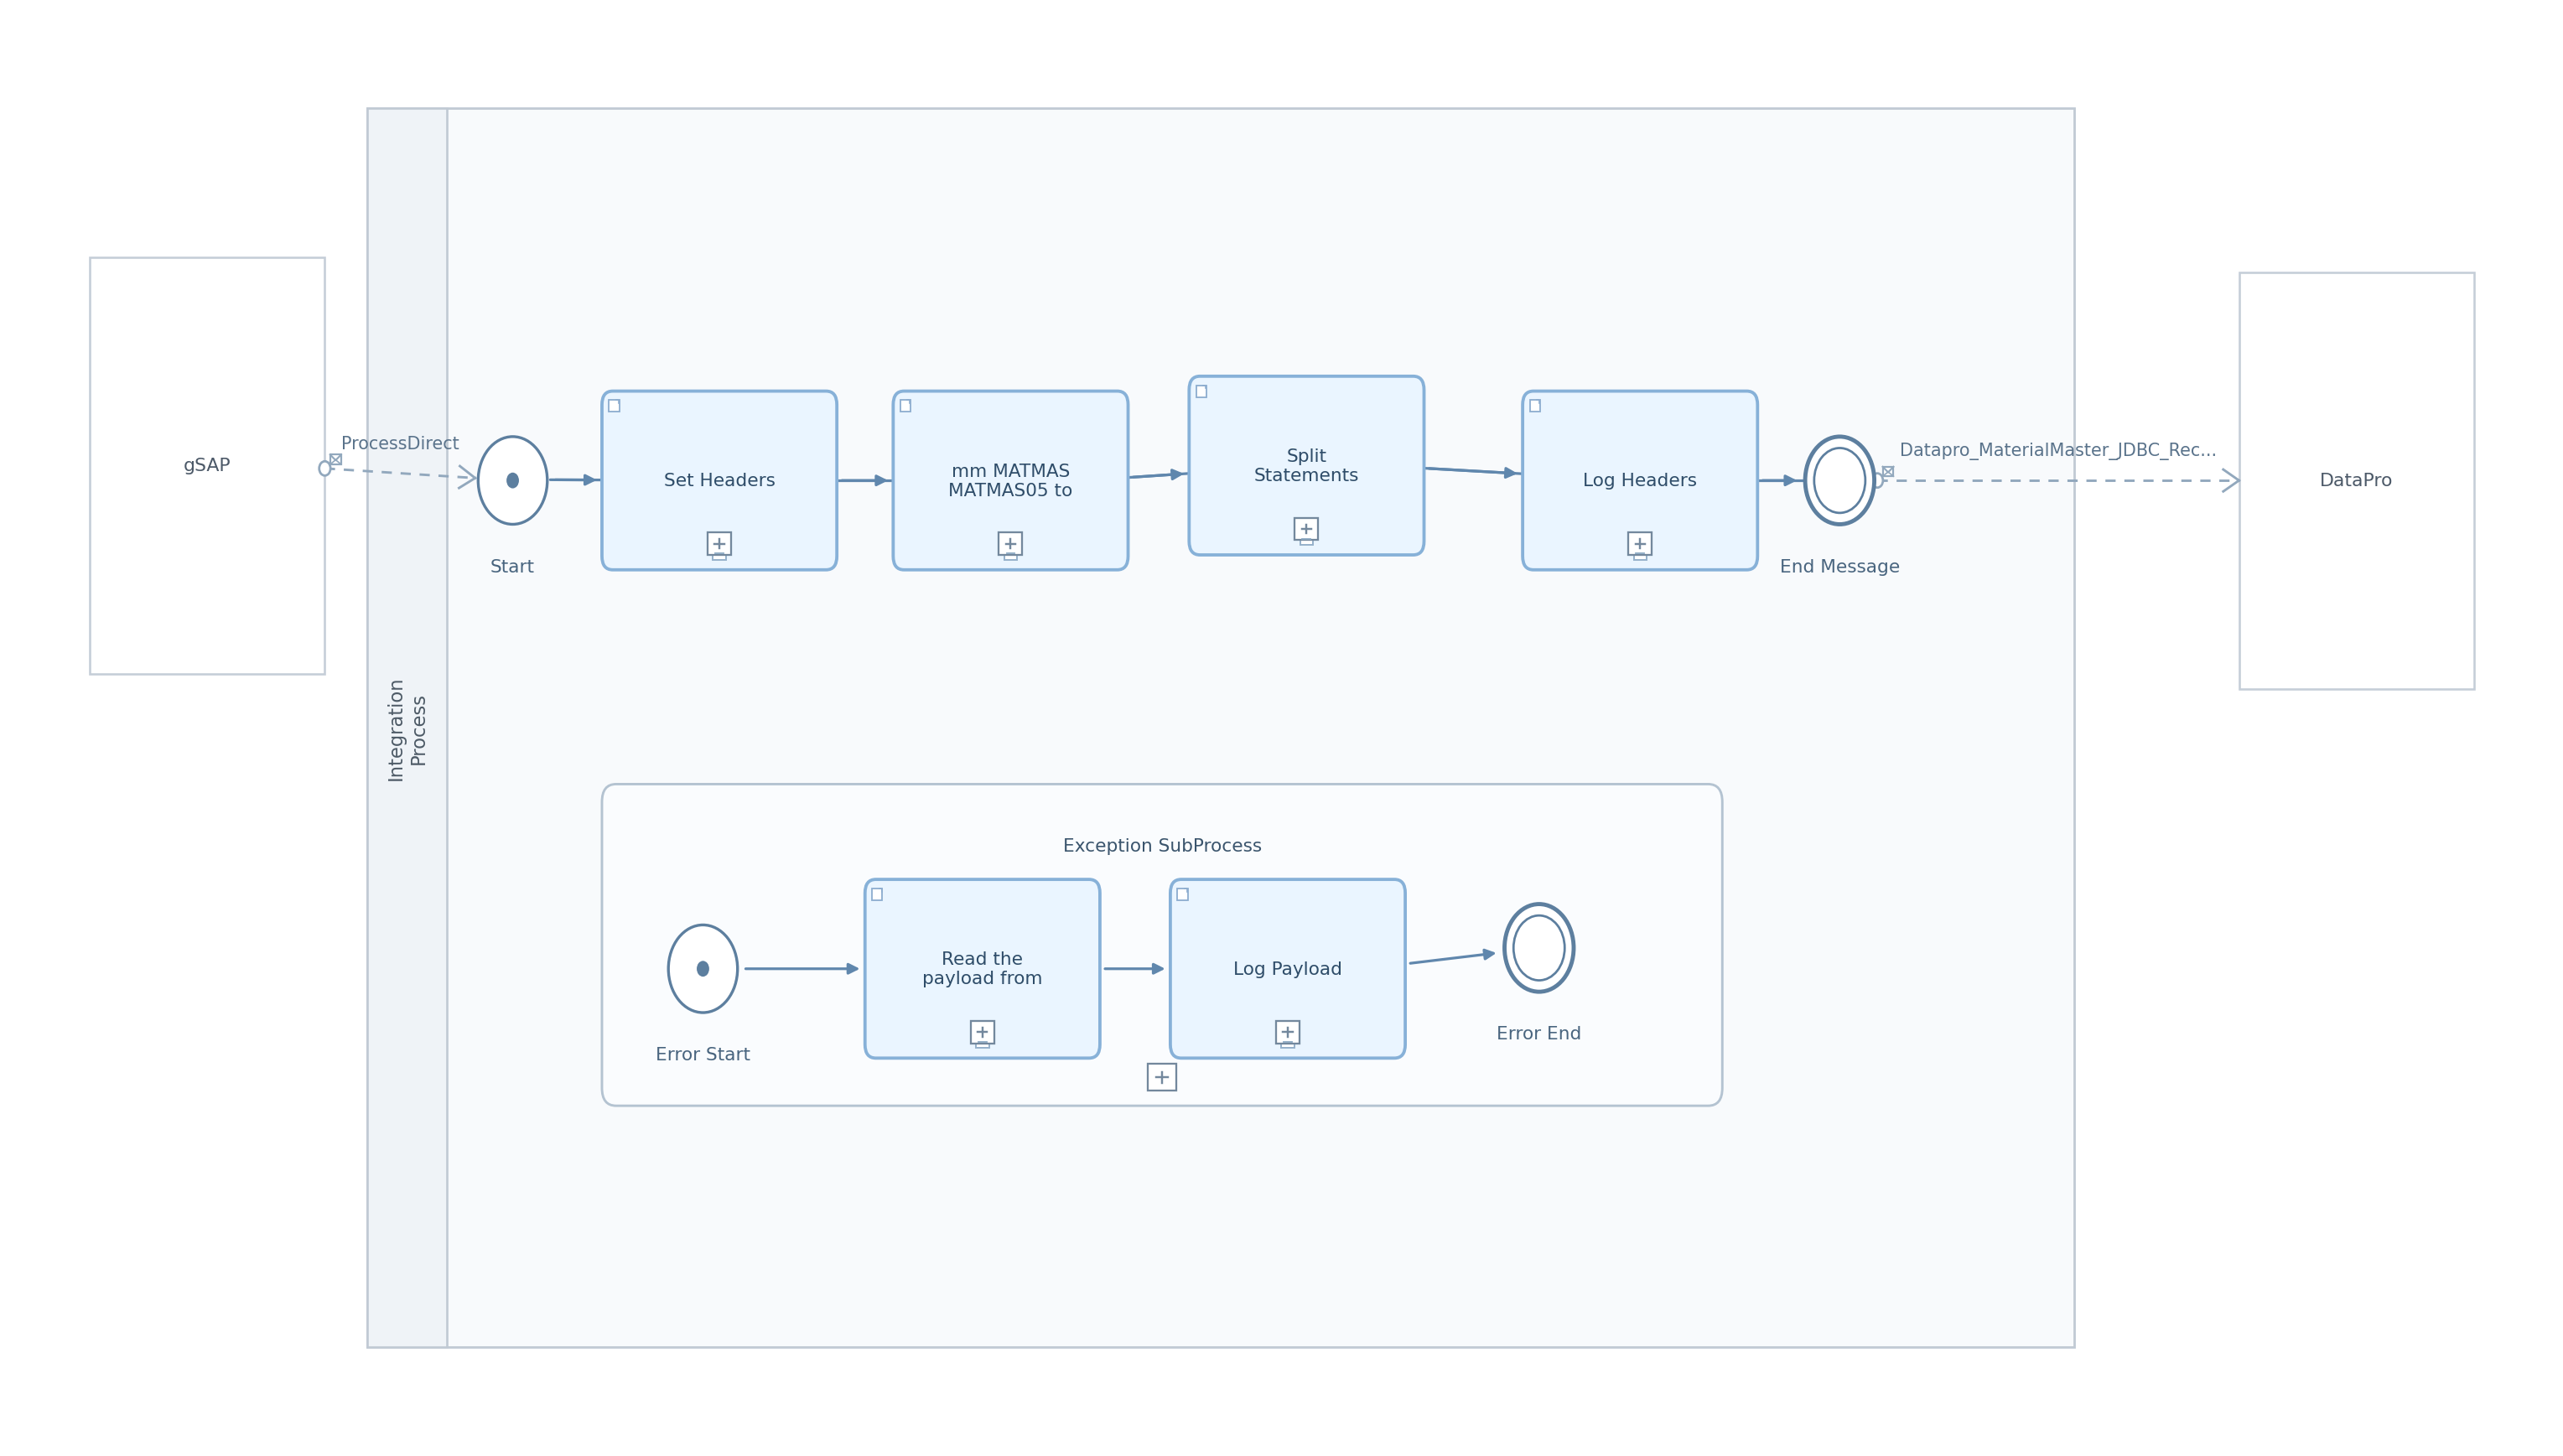 gSAP
ProcessDirect
Integration
Process
Start
Set Headers
mm MATMAS
MATMAS05 to
Split
Statements
Log Headers
End Message
Datapro_MaterialMaster_JDBC_Rec...
DataPro
Exception SubProcess
Error Start
Read the
payload from
Log Payload
Error End